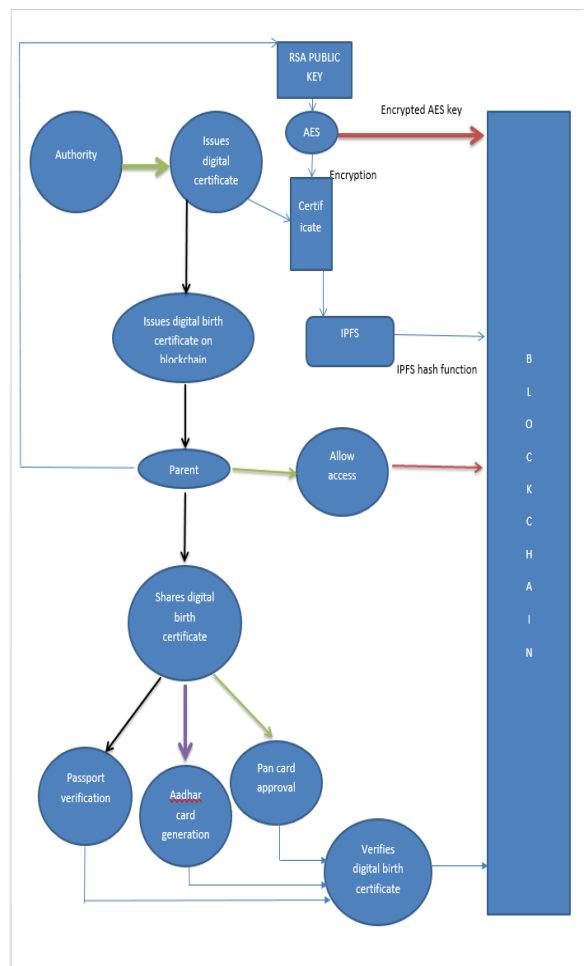 RSA PUBLIC
KEY
Encrypted AES key
AES
Authority
Issues
digital
certificate
Encryption
Certif
icate
Issues digital birth
certificate on
blockchain
IPFS
IPFS hash function
Parent
Allow
access
Shares digital
birth
certificate
Passport
verification
Aadhar
card
generation
Pan card
approval
Verifies
digital birth
certificate
B
L
O
C
K
C
H
A
I
N